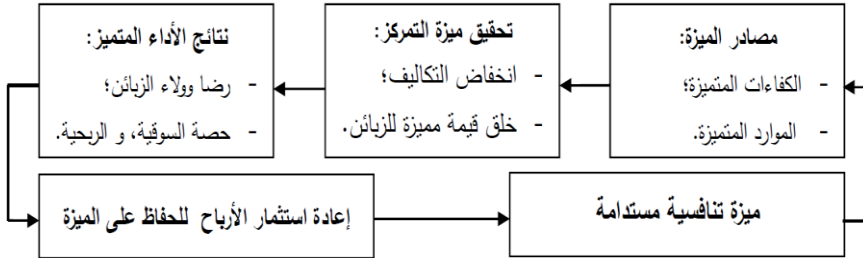 مصادر الميزة:
- الكفاءات المتميزة؛
- الموارد المتميزة.
تحقيق ميزة التمركز:
- انخفاض التكاليف؛
- خلق قيمة مميزة للزبائن.
نتائج الأداء المتميز:
- رضا وولاء الزبائن؛
- حصة السوقية، و الربحية.
إعادة استثمار الأرباح للحفاظ على الميزة
ميزة تنافسية مستدامة